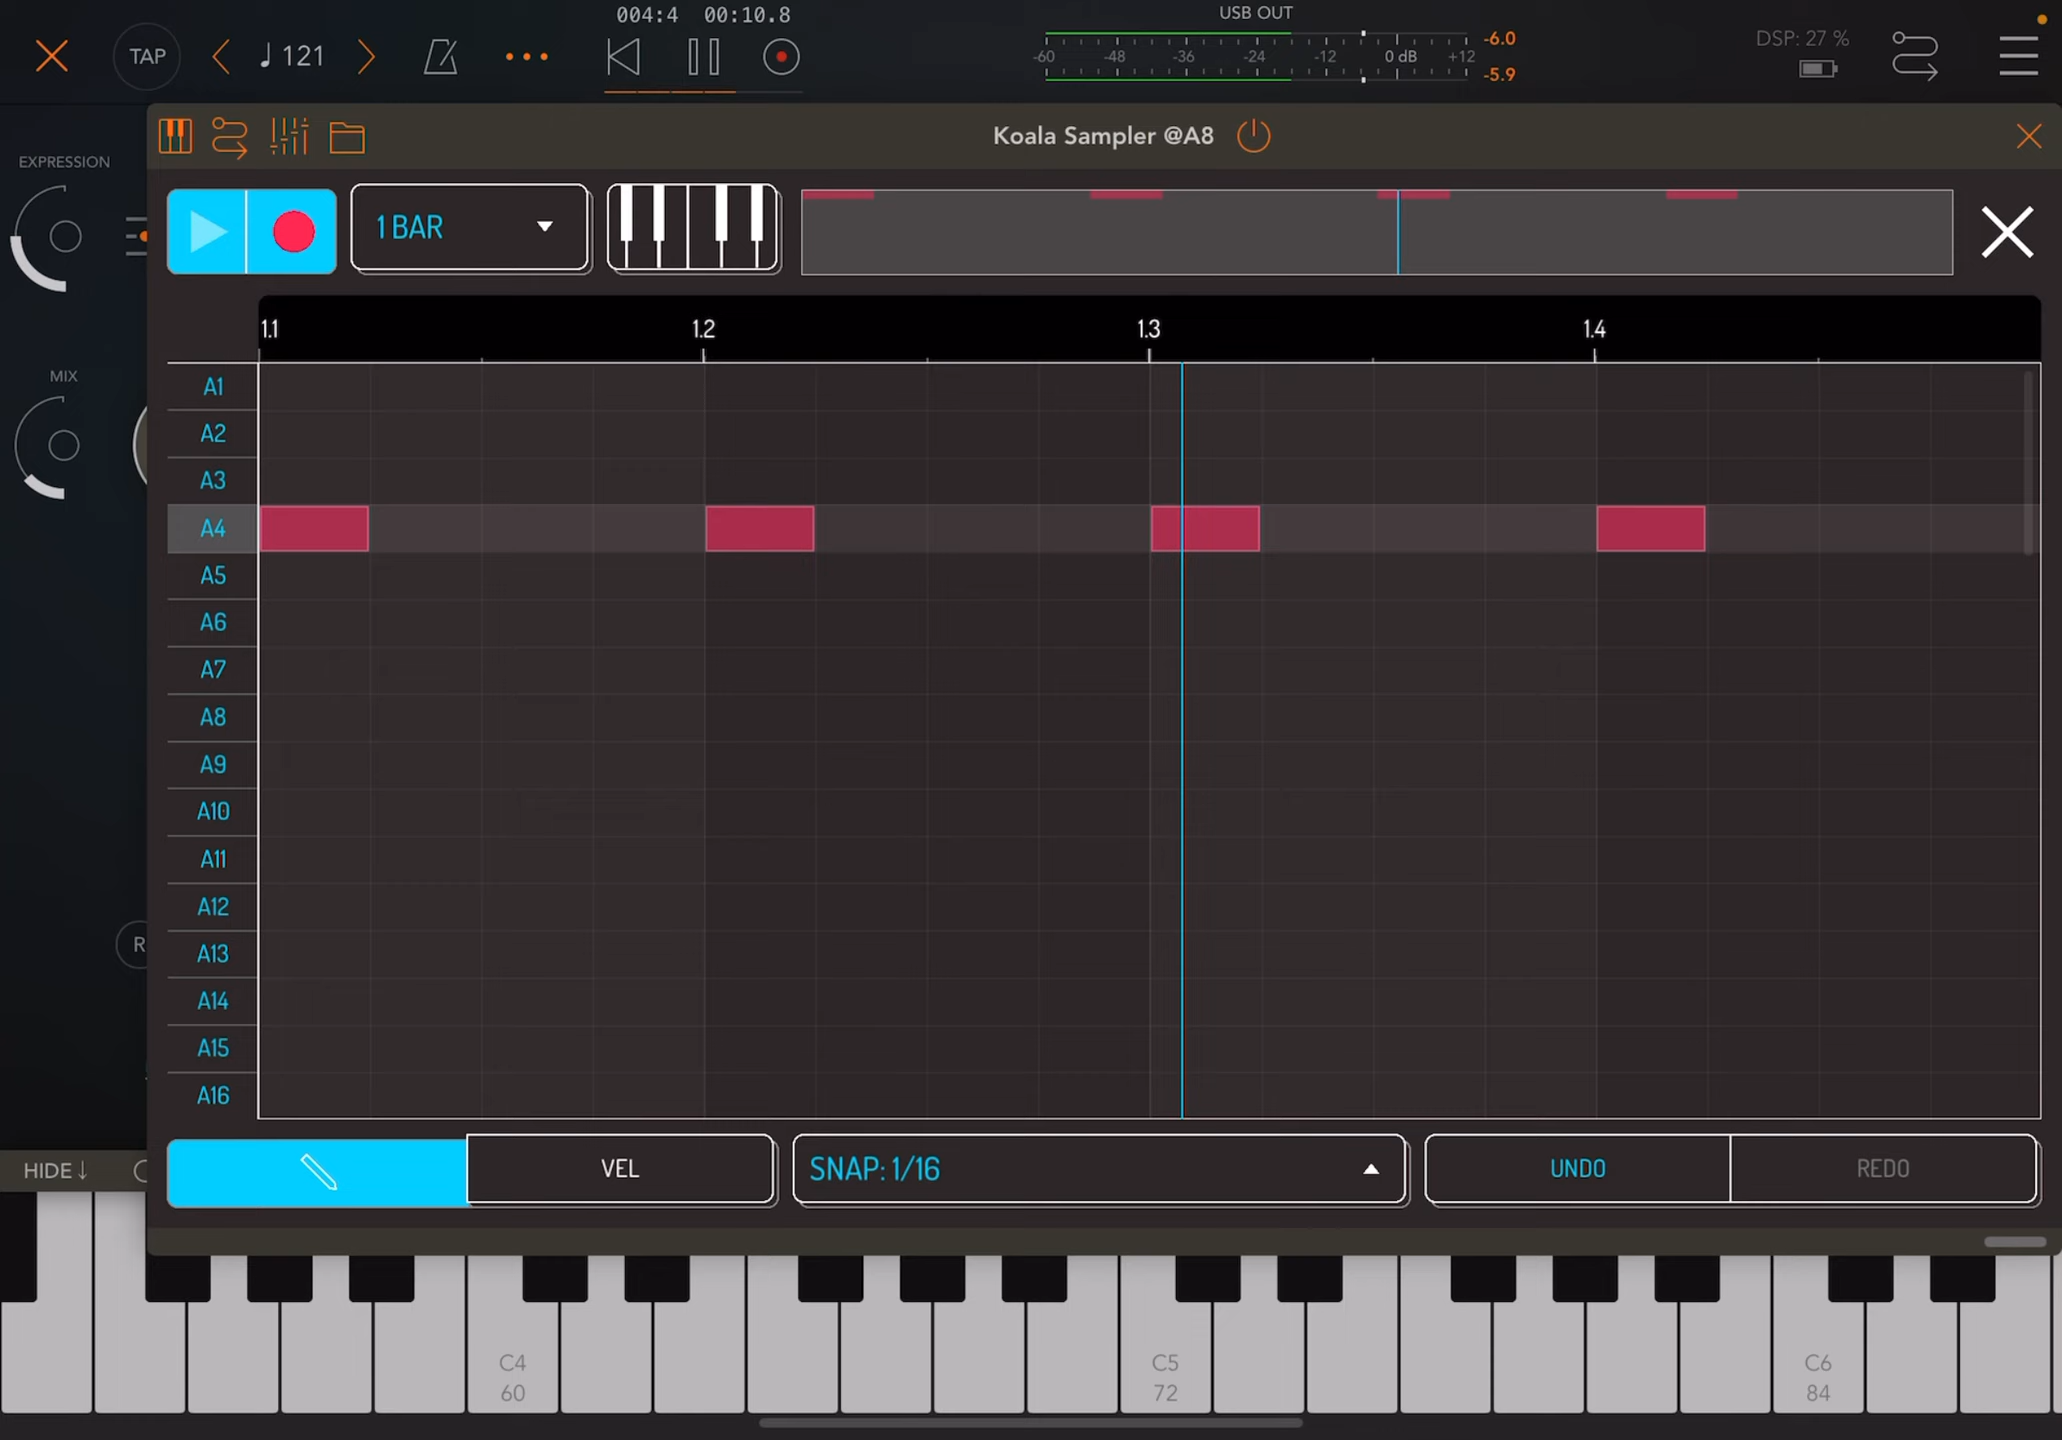 004:4 00:10.8
USB OUT
TAP
♩ 121
-60 -48 -36 -24 -12 0 dB +12
-6.0
-5.9
DSP: 27 %
Koala Sampler @A8
EXPRESSION
1 BAR
1.1 1.2 1.3 1.4
MIX
A1
A2
A3
A4
A5
A6
A7
A8
A9
A10
A11
A12
A13
A14
A15
A16
R
HIDE↓
VEL
SNAP: 1/16
UNDO
REDO
C4 C5 C6
60 72 84